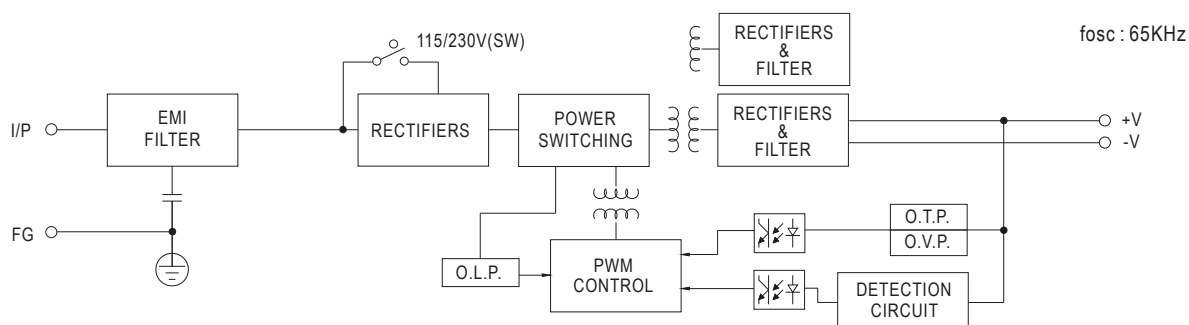 115/230V(SW)
RECTIFIERS
&
FILTER
fosc : 65KHz
I/P
EMI
FILTER
RECTIFIERS
POWER
SWITCHING
RECTIFIERS
&
FILTER
+V
-V
FG
O.L.P.
PWM
CONTROL
O.T.P.
O.V.P.
DETECTION
CIRCUIT